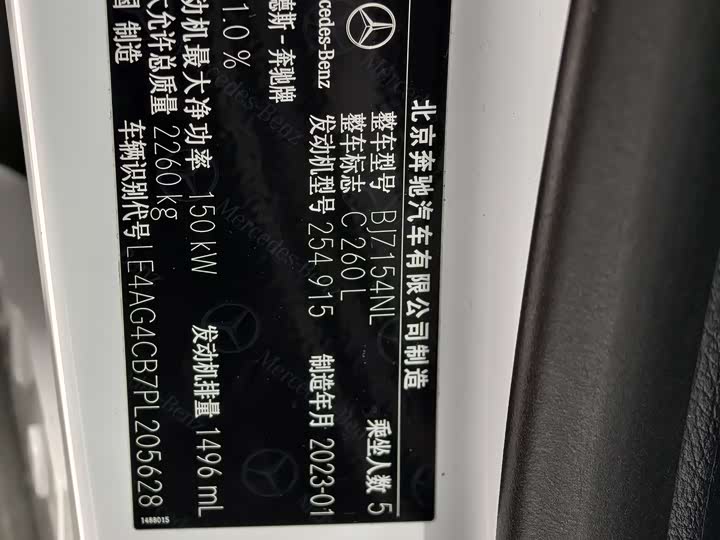 北京奔驰汽车有限公司制造
rcedes-Benz
整车型号 BJ7154NL 乘坐人数 5
整车标志 C 260 L
德斯-奔驰牌 发动机型号 254 915 制造年月 2023-01
1.0 %
动机最大净功率 150 kW 发动机排量 1496 mL
大允许总质量 2260 kg
国 制造 车辆识别代号 LE4AG4CB7PL205628
1488015